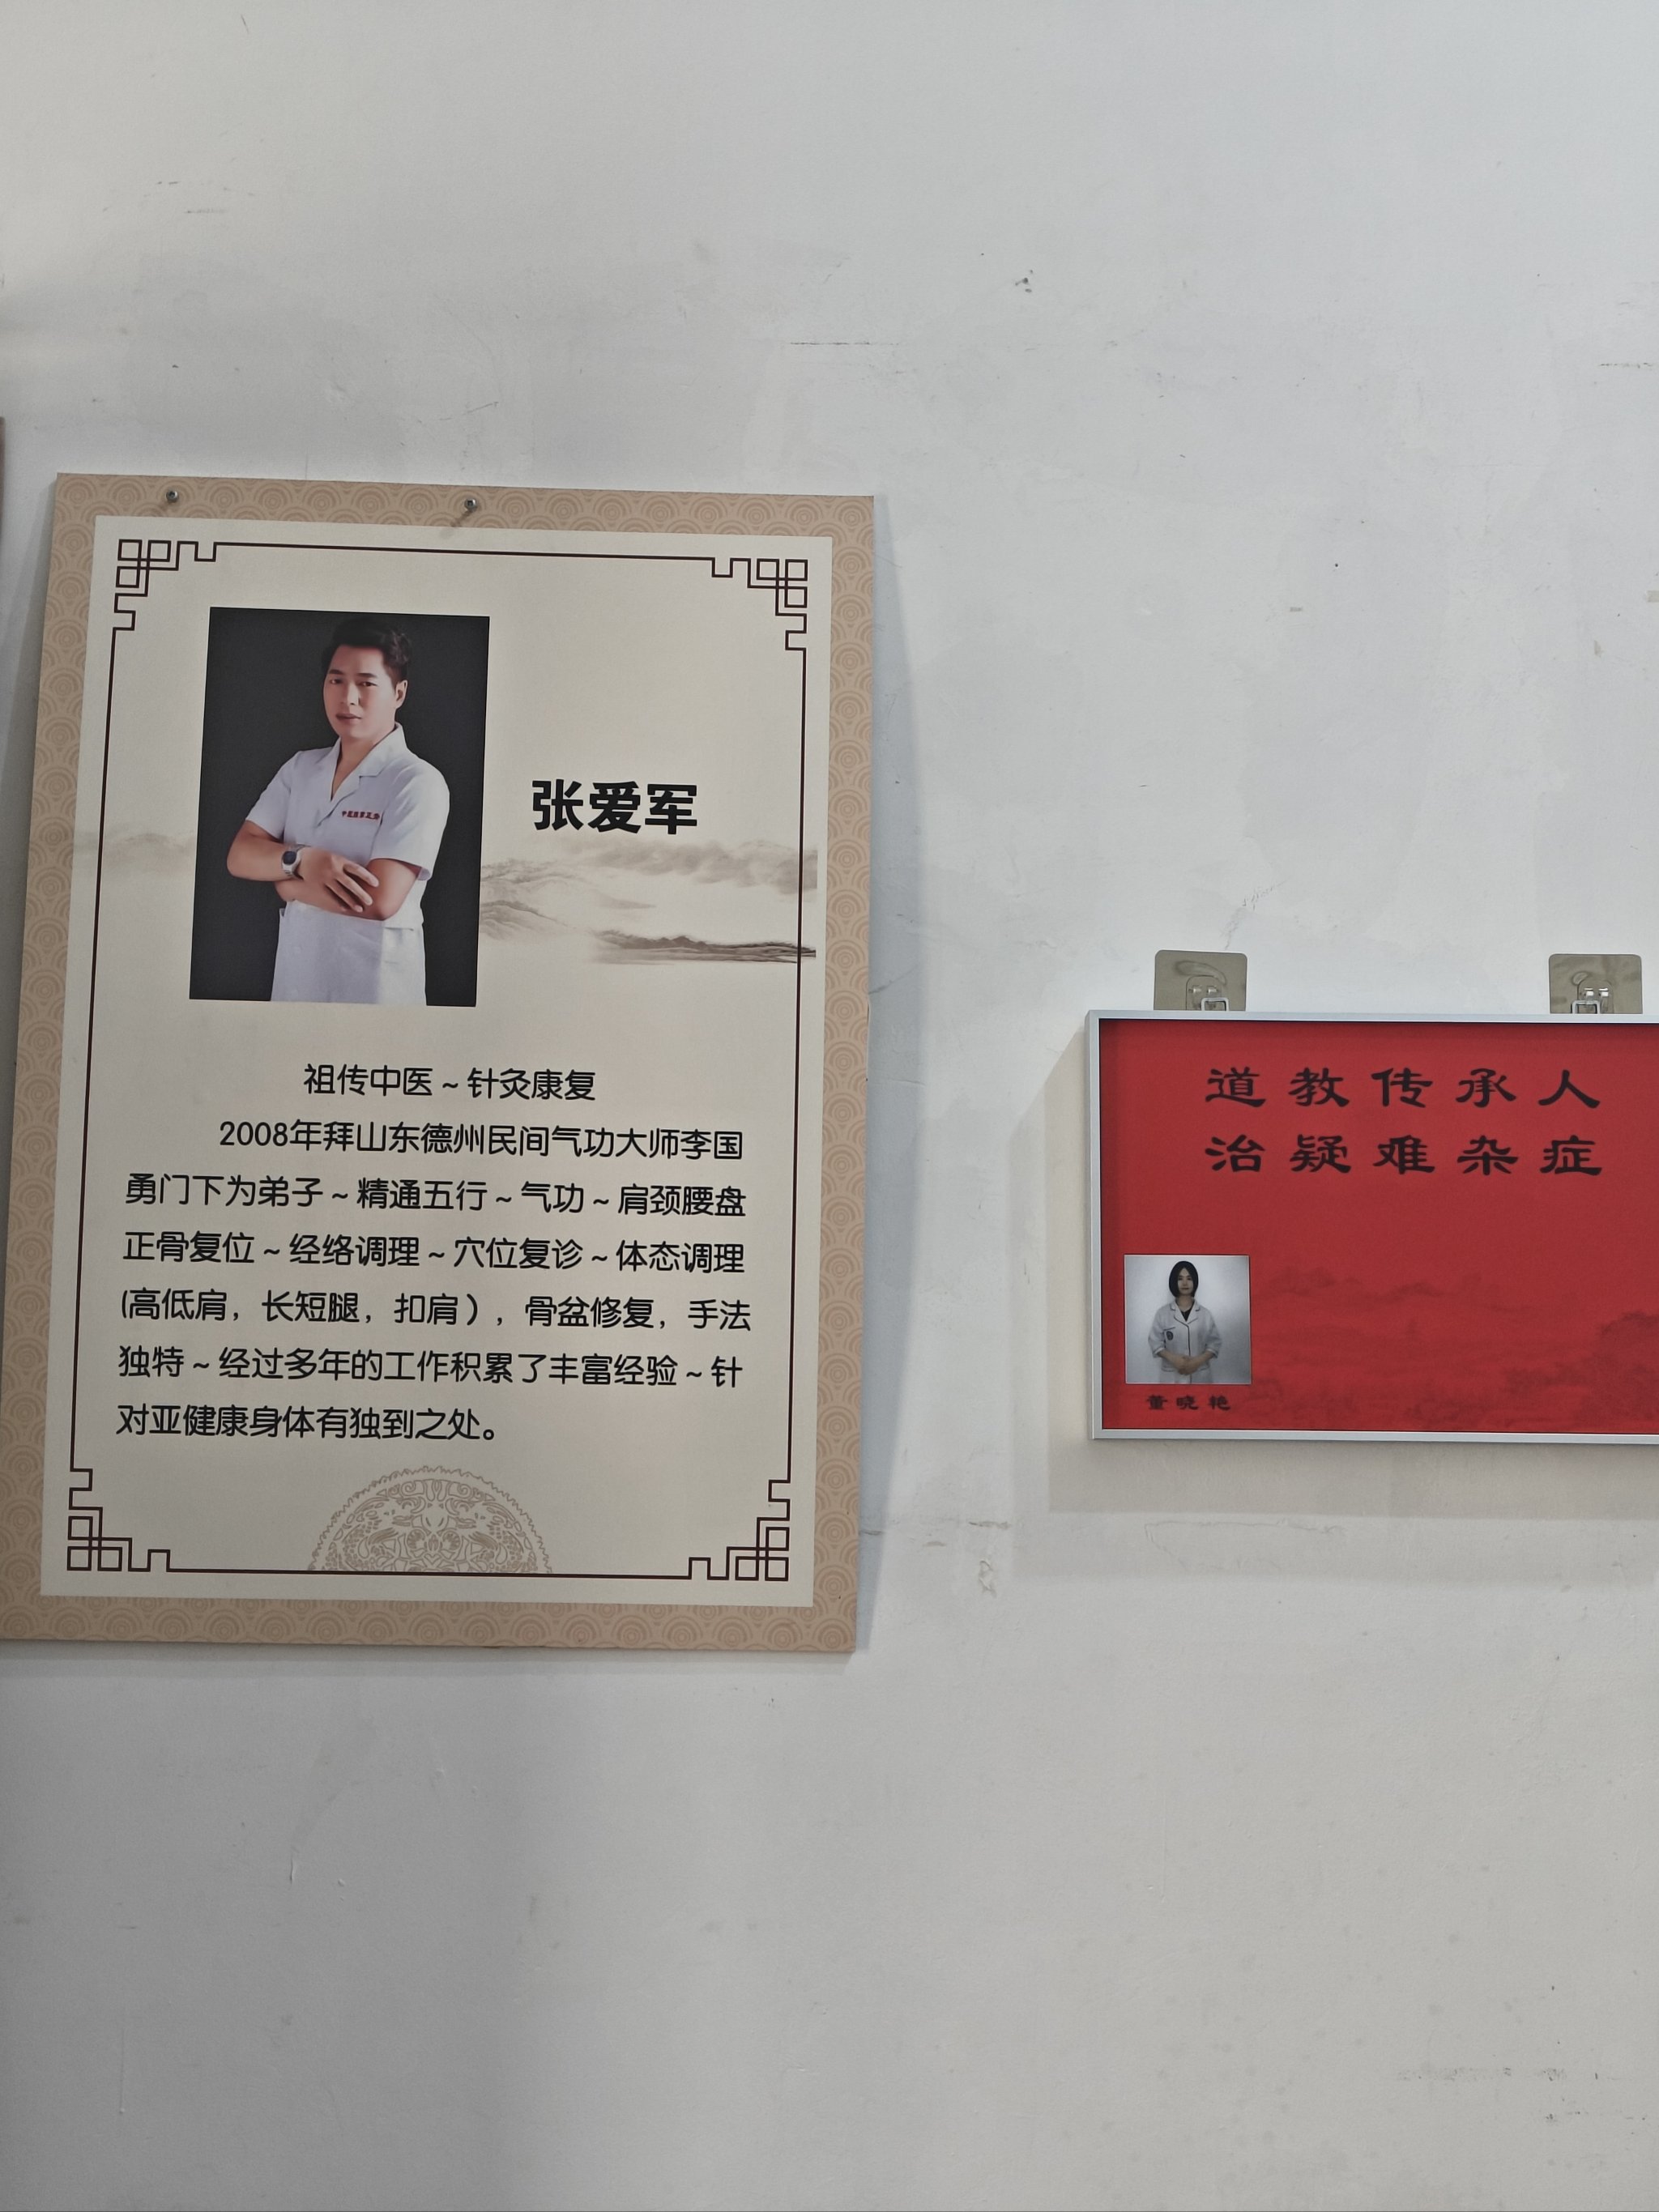 张爱军
祖传中医~针灸康复
2008年拜山东德州民间气功大师李国
勇门下为弟子~精通五行~气功~肩颈腰盘
正骨复位~经络调理~穴位复诊~体态调理
(高低肩，长短腿，扣肩），骨盆修复，手法
独特~经过多年的工作积累了丰富经验~针
对亚健康身体有独到之处。
道教传承人
治疑难杂症
董晓艳